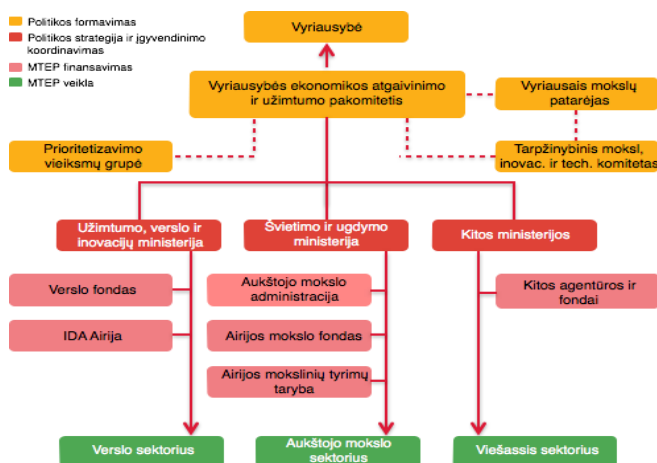 Politikos formavimas
Politikos strategija ir įgyvendinimo
koordinavimas
MTEP finansavimas
MTEP veikla
Vyriausybė
Vyriausybės ekonomikos atgaivinimo
ir užimtumo pakomitetis
Vyriausais mokslų
patarėjas
Prioritetizavimo
vieiksmų grupė
Tarpžinybinis moksl,
inovac. ir tech. komitetas
Užimtumo, verslo ir
inovacijų ministerija
Švietimo ir ugdymo
ministerija
Kitos ministerijos
Verslo fondas
Aukštojo mokslo
administracija
Kitos agentūros ir
fondai
IDA Airija
Airijos mokslo fondas
Airijos mokslinių tyrimų
taryba
Verslo sektorius
Aukštojo mokslo
sektorius
Viešassis sektorius